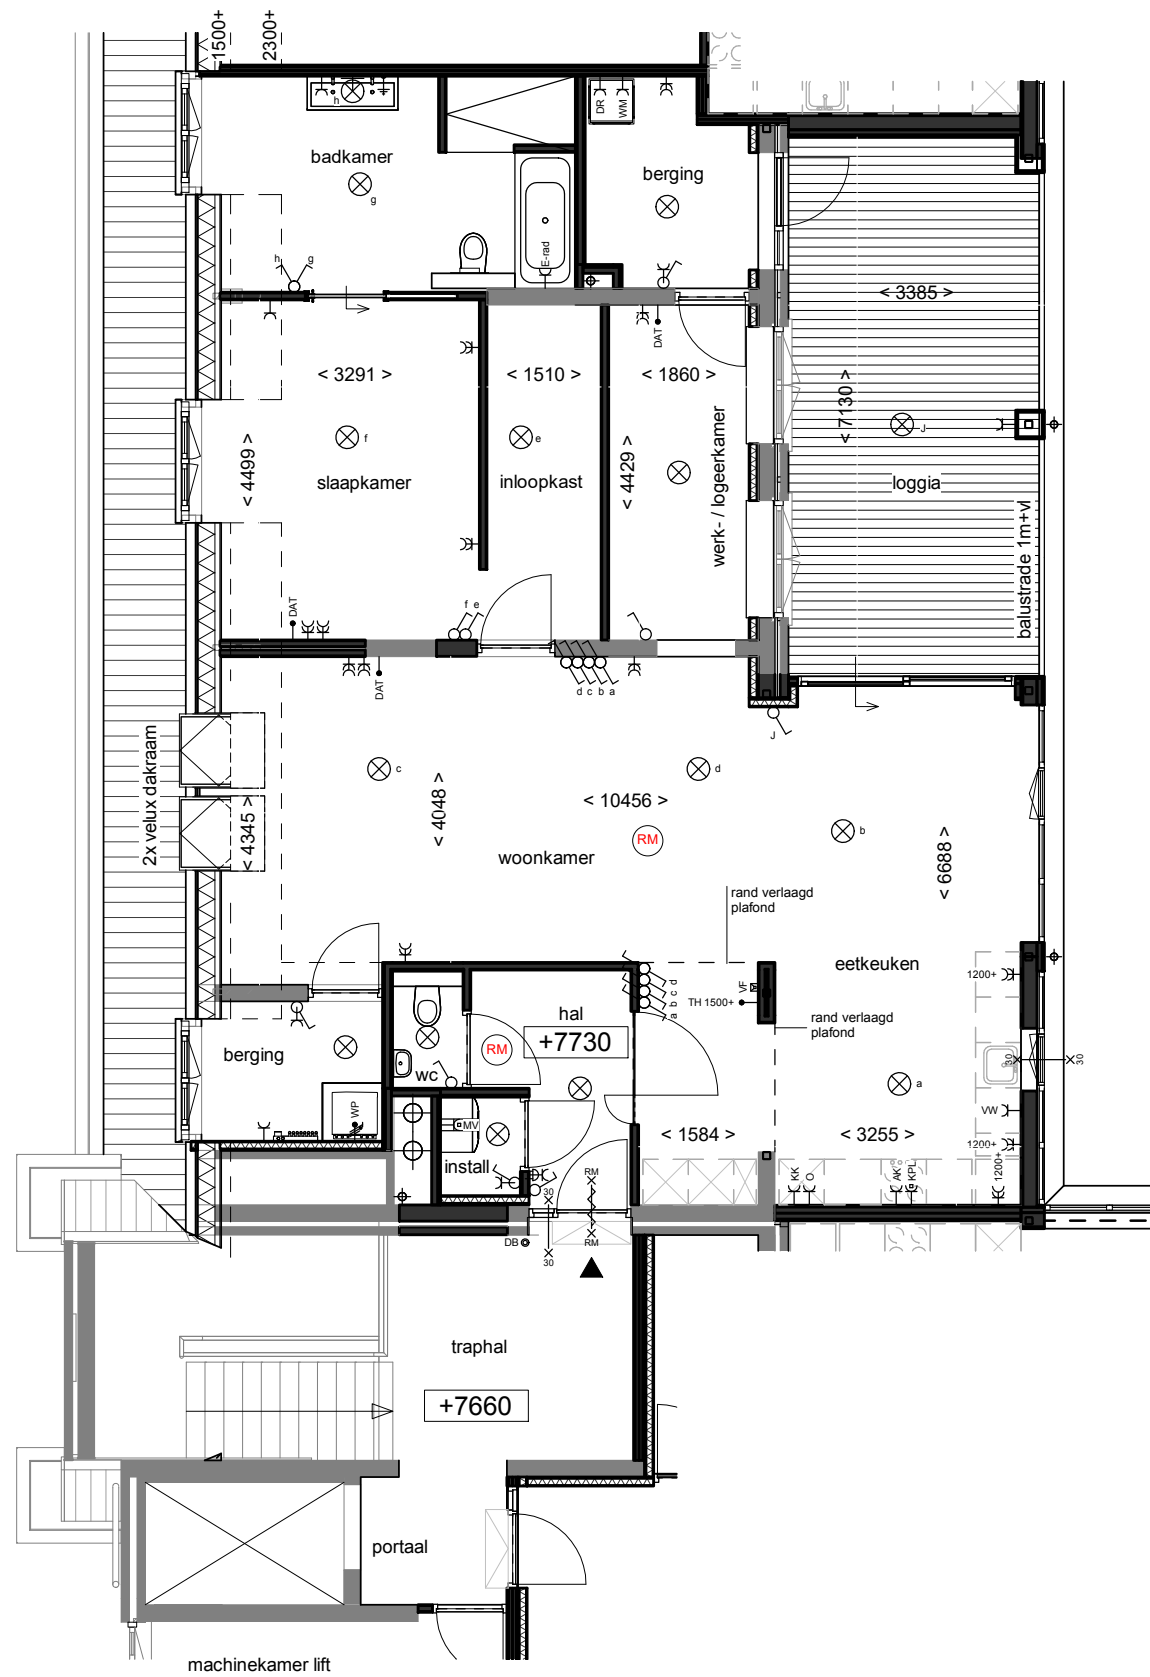 1500+
2300+
h
DR
WM
badkamer
g
berging
E-rad
h
g
< 3385 >
DAT
< 3291 >
< 1510 >
< 1860 >
< 7130 >
f
e
J
< 4499 >
< 4429 >
slaapkamer
inloopkast
werk- / logeerkamer
loggia
balustrade 1m+vl
DAT
f e
DAT
d c b a
J
2x velux dakraam
c
d
< 4345 >
< 4048 >
< 10456 >
RM
b
woonkamer
< 6688 >
rand verlaagd
plafond
eetkeuken
1200+
a b c d
VF
TH 1500+
hal
+7730
rand verlaagd
plafond
berging
RM
30
30
wc
a
WP
MV
VW
< 1584 >
< 3255 >
1200+
install
RM
KK
O
AK
KPL
1200+
30
DB
RM
30
traphal
+7660
portaal
machinekamer lift